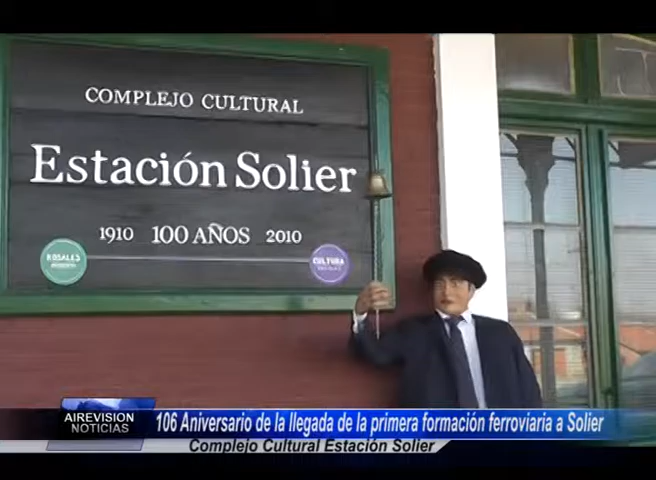 COMPLEJO CULTURAL
Estación Solier
1910 100 AÑOS 2010
ROSALES
CULTURA
AIREVISION
NOTICIAS
106 Aniversario de la llegada de la primera formación ferroviaria a Solier
Complejo Cultural Estación Solier